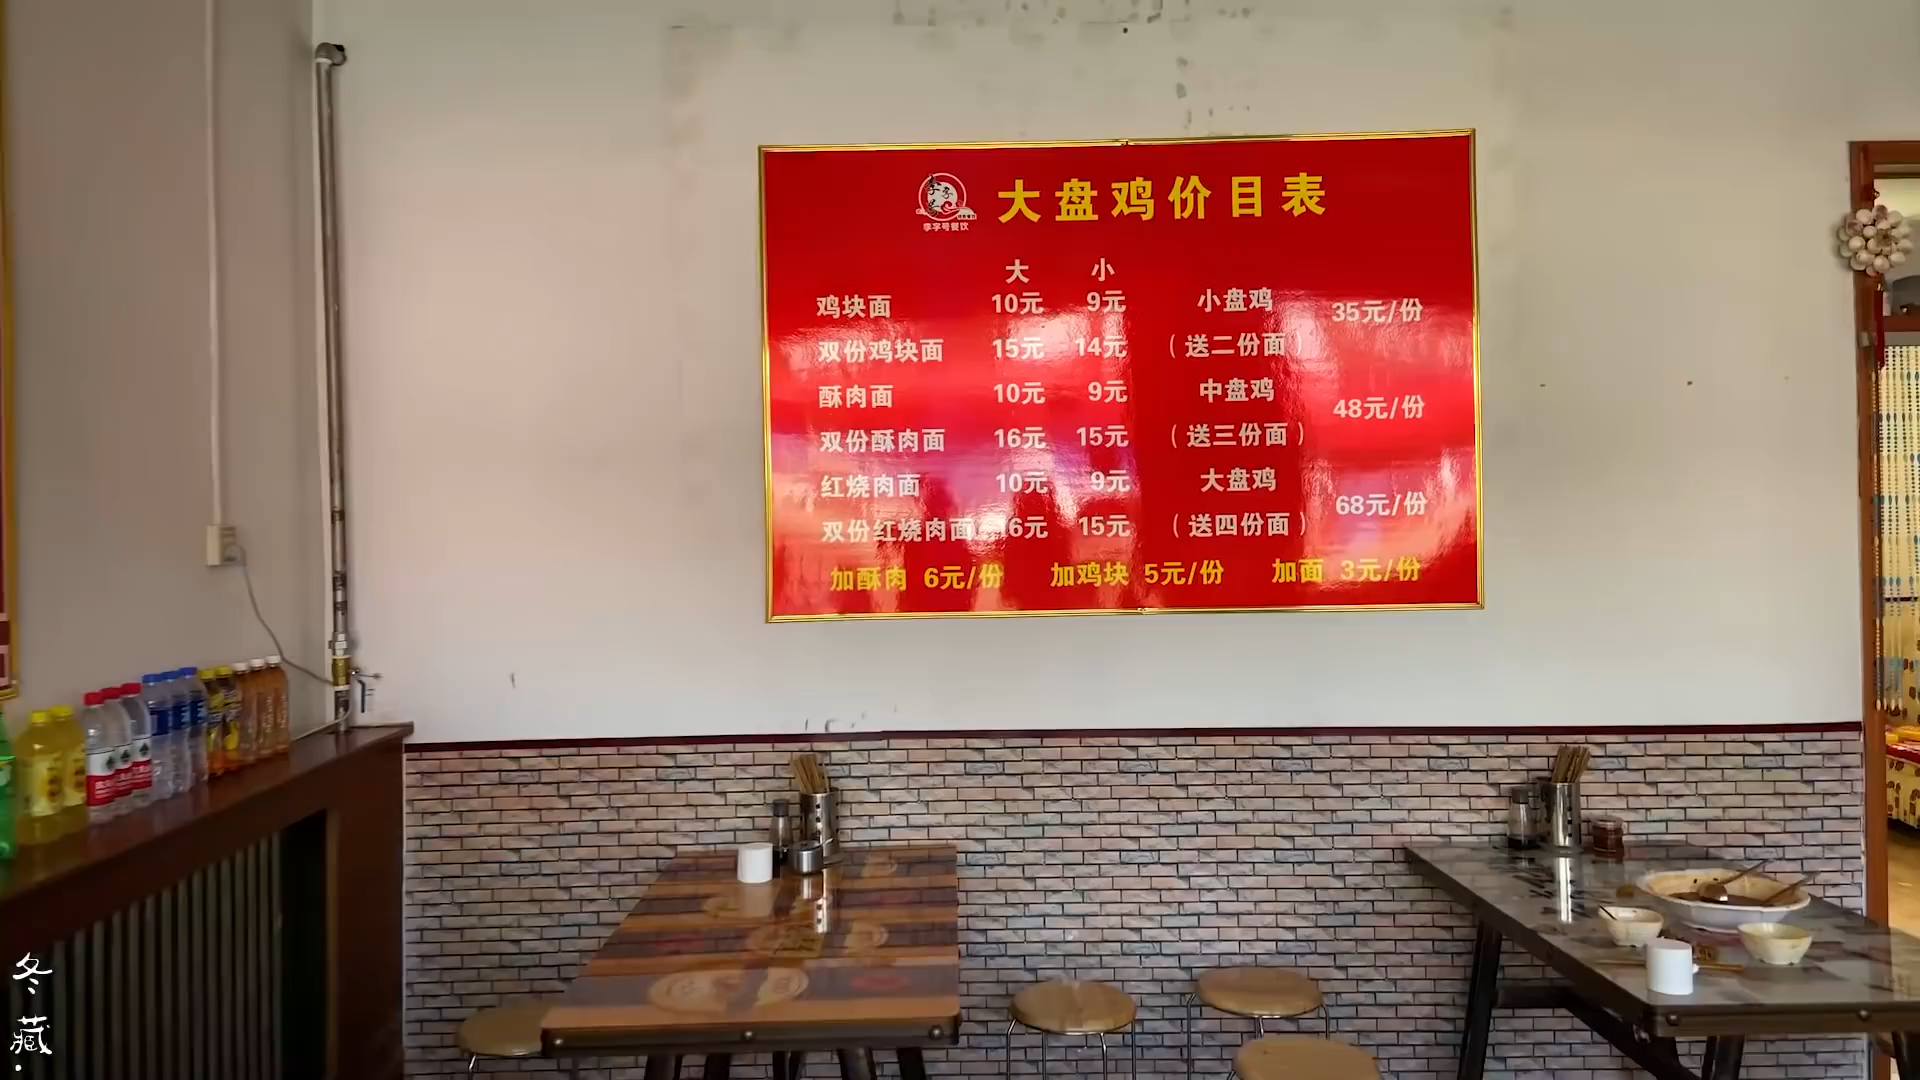 大盘鸡价目表
李字号餐饮
大 小
鸡块面 10元 9元
双份鸡块面 15元 14元
酥肉面 10元 9元
双份酥肉面 16元 15元
红烧肉面 10元 9元
双份红烧肉面 16元 15元
小盘鸡 35元/份
(送二份面)
中盘鸡 48元/份
(送三份面)
大盘鸡 68元/份
(送四份面)
加酥肉 6元/份 加鸡块 5元/份 加面 3元/份
冬藏